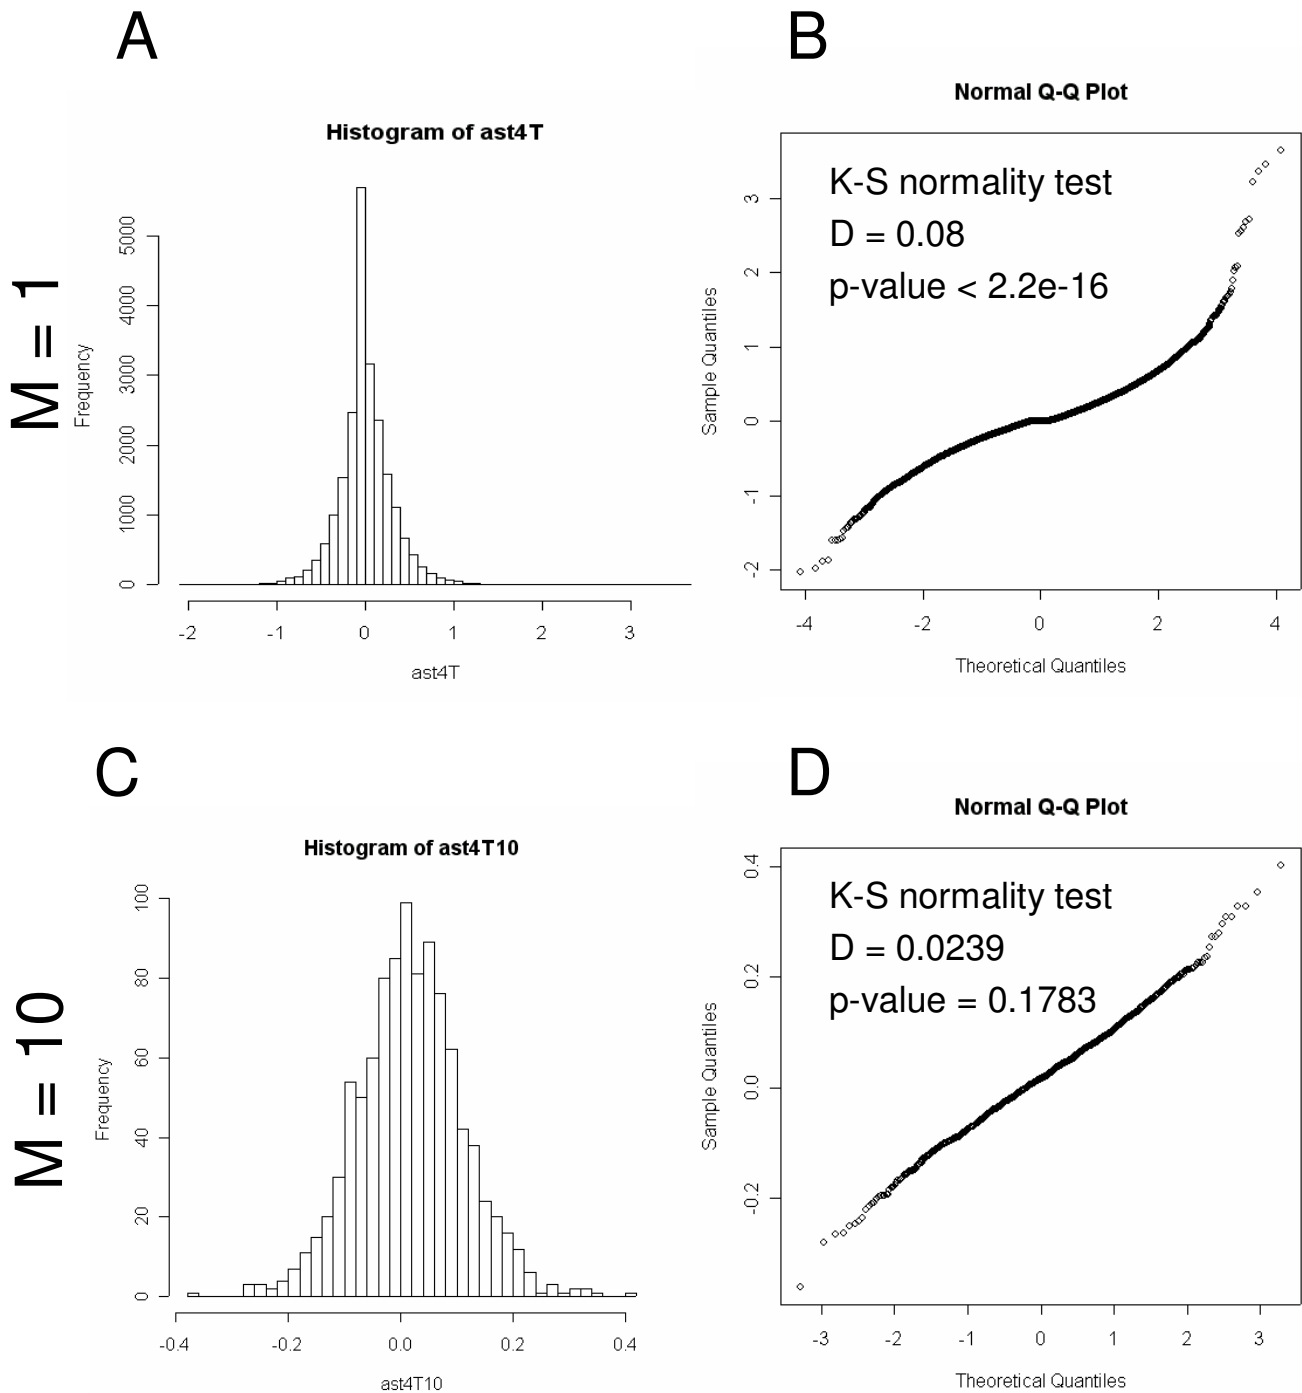 A
B
M = 1
Histogram of ast4T
Frequency
0
1000
2000
3000
4000
5000
-2
-1
0
1
2
3
ast4T
Normal Q-Q Plot
K-S normality test
D = 0.08
p-value < 2.2e-16
Sample Quantiles
3
2
1
0
-1
-2
-4
-2
0
2
4
Theoretical Quantiles
C
D
M = 10
Histogram of ast4T10
Frequency
100
80
60
40
20
0
-0.4
-0.2
0.0
0.2
0.4
ast4T10
Normal Q-Q Plot
K-S normality test
D = 0.0239
p-value = 0.1783
Sample Quantiles
0.4
0.2
0.0
-0.2
-3
-2
-1
0
1
2
3
Theoretical Quantiles